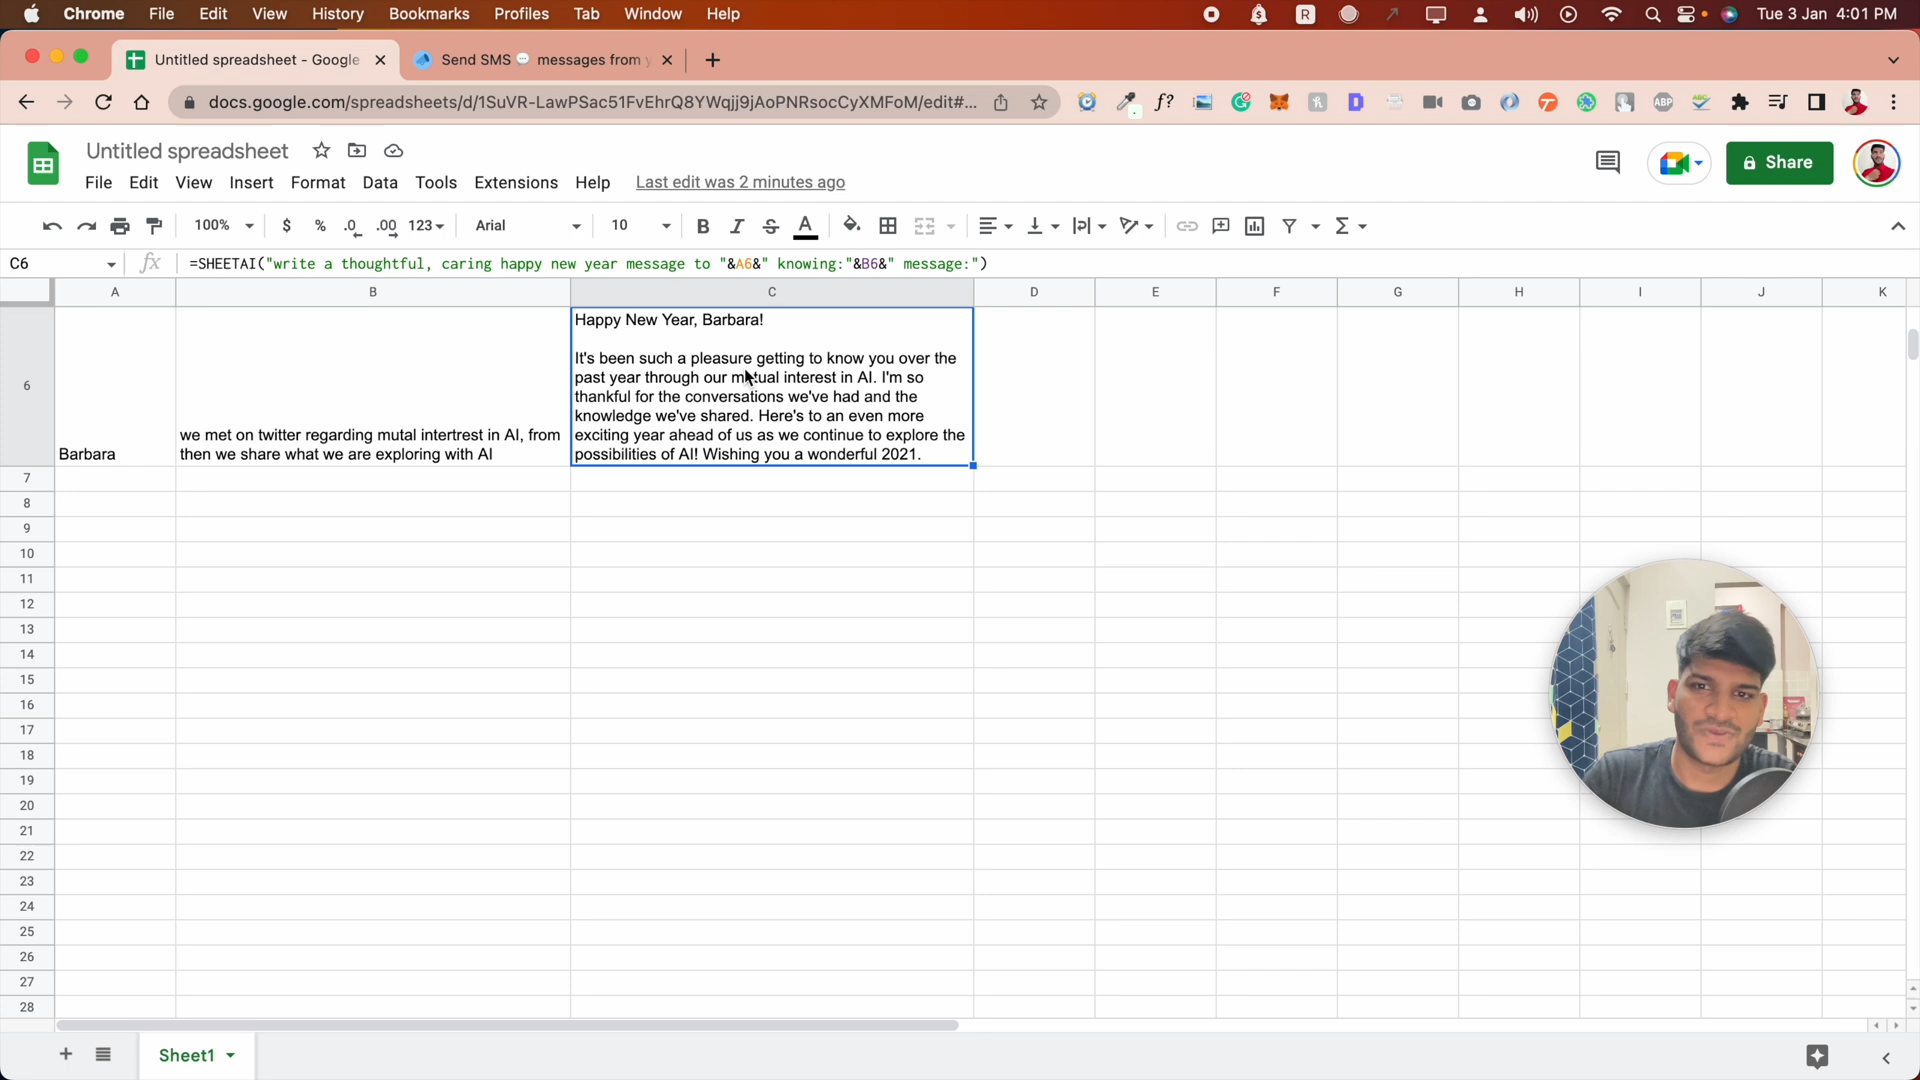 Chrome File Edit View History Bookmarks Profiles Tab Window Help Tue 3 Jan 4:01 PM
Untitled spreadsheet - Google Send SMS messages from
docs.google.com/spreadsheets/d/1SuVR-LawPSac51FvEhrQ8YWqjj9jAoPNRsocCyXMFoM/edit#...
Untitled spreadsheet
File Edit View Insert Format Data Tools Extensions Help Last edit was 2 minutes ago
Share
100% $ % .0 .00 123 Arial 10 B I S A
C6 fx =SHEETAI("write a thoughtful, caring happy new year message to "&A6&" knowing:"&B6&" message:")
A B C D E F G H I J K
6
Barbara
we met on twitter regarding mutal intertrest in AI, from
then we share what we are exploring with AI
Happy New Year, Barbara!
It's been such a pleasure getting to know you over the
past year through our mutual interest in AI. I'm so
thankful for the conversations we've had and the
knowledge we've shared. Here's to an even more
exciting year ahead of us as we continue to explore the
possibilities of AI! Wishing you a wonderful 2021.
7
8
9
10
11
12
13
14
15
16
17
18
19
20
21
22
23
24
25
26
27
28
Sheet1